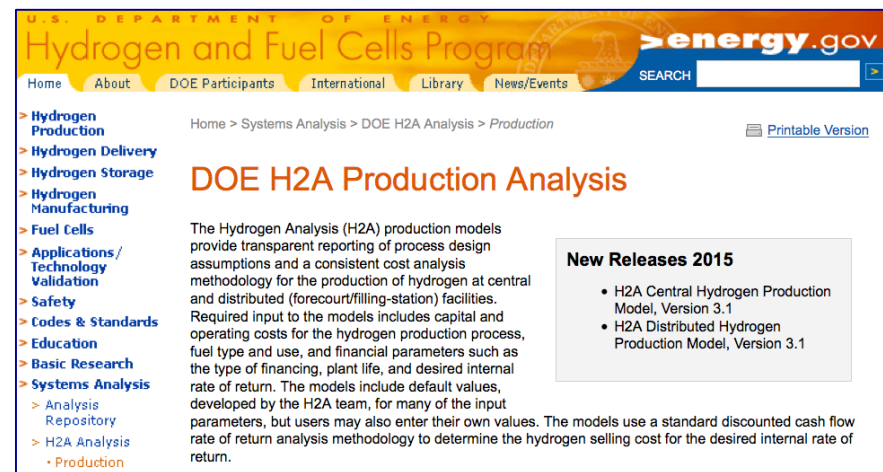 U.S. DEPARTMENT OF ENERGY
Hydrogen and Fuel Cells Program
>energy.gov
SEARCH
>
Home About DOE Participants International Library News/Events
> Hydrogen
Production
> Hydrogen Delivery
> Hydrogen Storage
> Hydrogen
Manufacturing
> Fuel Cells
> Applications/
Technology
Validation
> Safety
> Codes & Standards
> Education
> Basic Research
> Systems Analysis
> Analysis
Repository
> H2A Analysis
• Production
Home > Systems Analysis > DOE H2A Analysis > Production
Printable Version
DOE H2A Production Analysis
The Hydrogen Analysis (H2A) production models
provide transparent reporting of process design
assumptions and a consistent cost analysis
methodology for the production of hydrogen at central
and distributed (forecourt/filling-station) facilities.
Required input to the models includes capital and
operating costs for the hydrogen production process,
fuel type and use, and financial parameters such as
the type of financing, plant life, and desired internal
rate of return. The models include default values,
developed by the H2A team, for many of the input
parameters, but users may also enter their own values. The models use a standard discounted cash flow
rate of return analysis methodology to determine the hydrogen selling cost for the desired internal rate of
return.
New Releases 2015
• H2A Central Hydrogen Production
Model, Version 3.1
• H2A Distributed Hydrogen
Production Model, Version 3.1